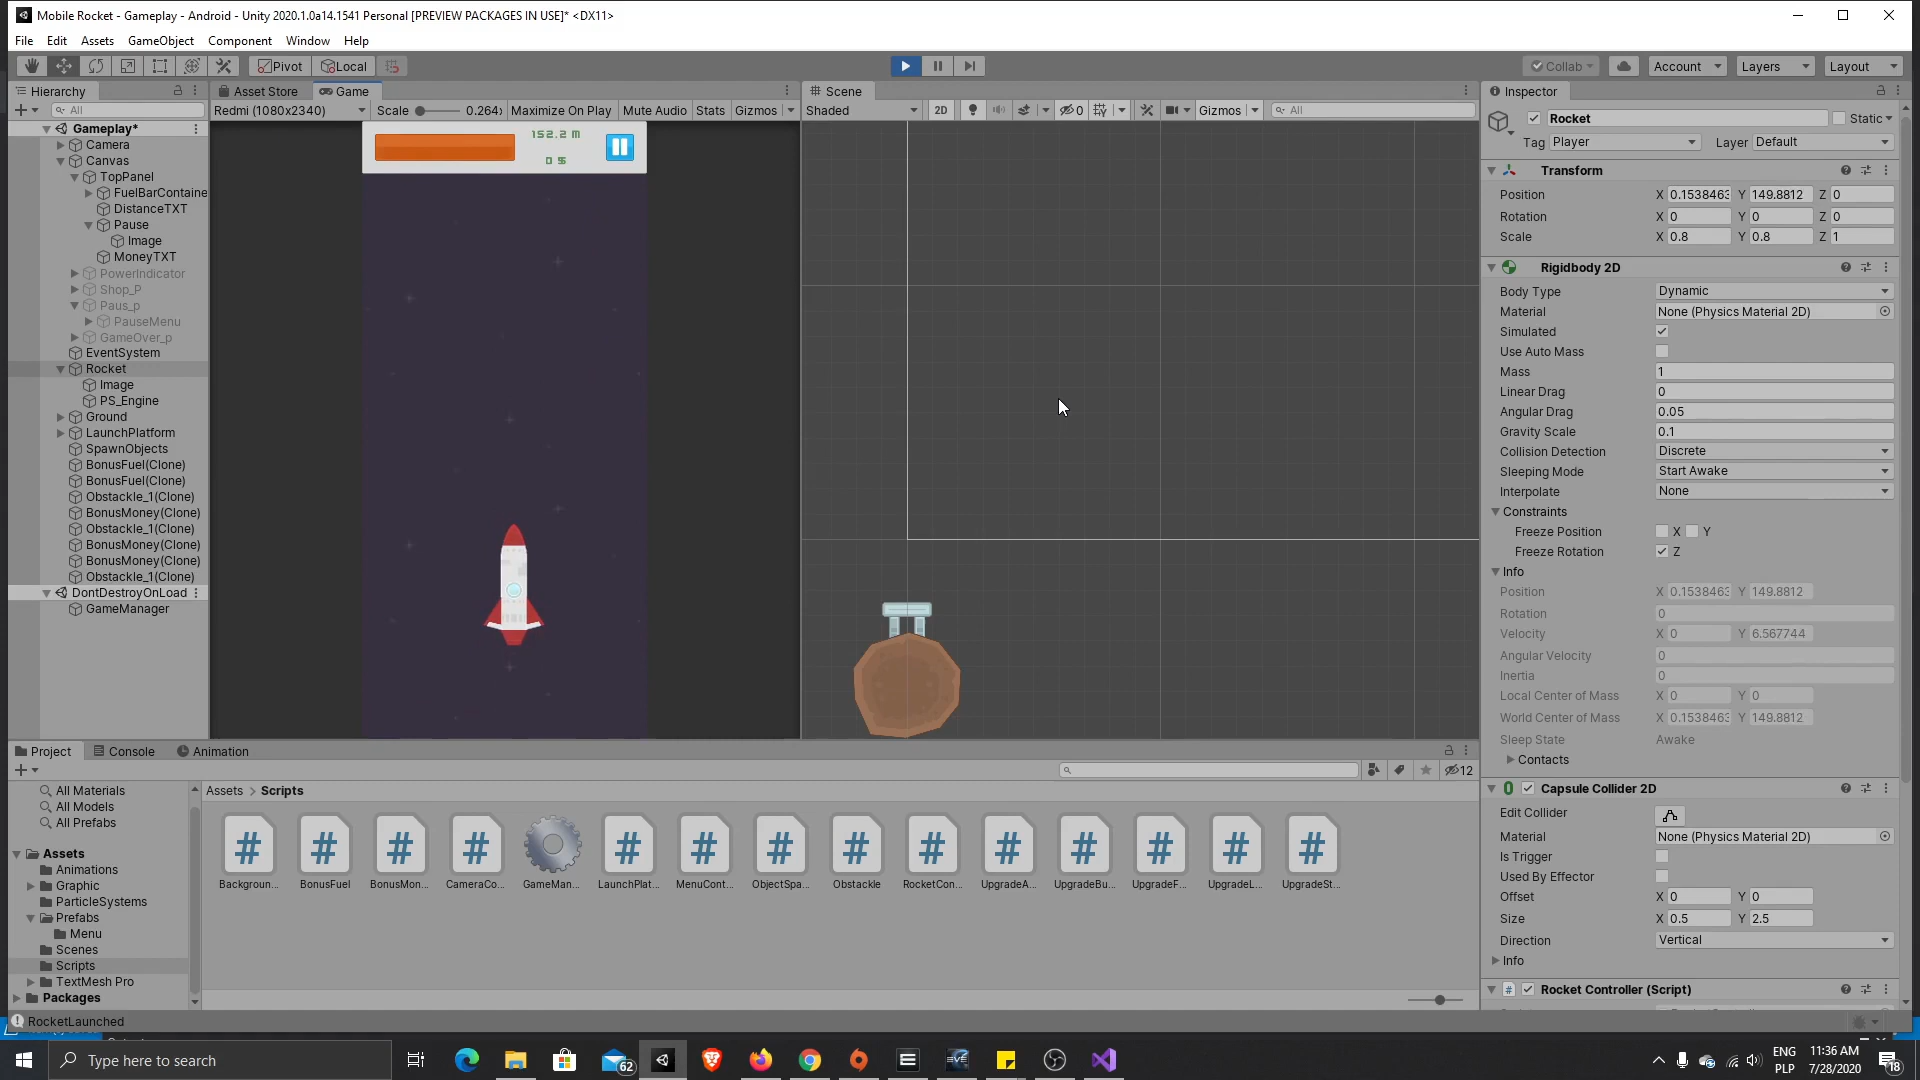 Mobile Rocket - Gameplay - Android - Unity 2020.1.0a14.1541 Personal [PREVIEW PACKAGES IN USE]* <DX11>
File Edit Assets GameObject Component Window Help
Pivot Local Collab Account Layers Layout
Hierarchy Asset Store Game Scene Inspector
All Redmi (1080x2340) Scale 0.264x Maximize On Play Mute Audio Stats Gizmos Shaded 2D 0 Gizmos All
Gameplay*
Camera
Canvas
TopPanel
FuelBarContaine
DistanceTXT
Pause
Image
MoneyTXT
PowerIndicator
Shop_P
Paus_p
PauseMenu
GameOver_p
EventSystem
Rocket
Image
PS_Engine
Ground
LaunchPlatform
SpawnObjects
BonusFuel(Clone)
BonusFuel(Clone)
Obstackle_1(Clone)
BonusMoney(Clone)
Obstackle_1(Clone)
BonusMoney(Clone)
BonusMoney(Clone)
Obstackle_1(Clone)
DontDestroyOnLoad
GameManager
152.2 M
0 $
Rocket Static
Tag Player Layer Default
Transform
Position X 0.1538463 Y 149.8812 Z 0
Rotation X 0 Y 0 Z 0
Scale X 0.8 Y 0.8 Z 1
Rigidbody 2D
Body Type Dynamic
Material None (Physics Material 2D)
Simulated
Use Auto Mass
Mass 1
Linear Drag 0
Angular Drag 0.05
Gravity Scale 0.1
Collision Detection Discrete
Sleeping Mode Start Awake
Interpolate None
Constraints
Freeze Position X Y
Freeze Rotation Z
Info
Position X 0.1538463 Y 149.8812
Rotation 0
Velocity X 0 Y 6.567744
Angular Velocity 0
Inertia 0
Local Center of Mass X 0 Y 0
World Center of Mass X 0.1538463 Y 149.8812
Sleep State Awake
Contacts
Capsule Collider 2D
Edit Collider
Material None (Physics Material 2D)
Is Trigger
Used By Effector
Offset X 0 Y 0
Size X 0.5 Y 2.5
Direction Vertical
Info
Rocket Controller (Script)
Project Console Animation
12
All Materials
All Models
All Prefabs
Assets
Animations
Graphic
ParticleSystems
Prefabs
Menu
Scenes
Scripts
TextMesh Pro
Packages
Assets > Scripts
Backgroun... BonusFuel BonusMon... CameraCo... GameMan... LaunchPlat... MenuCont... ObjectSpa... Obstackle RocketCon... UpgradeA... UpgradeBu... UpgradeF... UpgradeL... UpgradeSt...
RocketLaunched
Type here to search
62
EVE
ENG
PLP
11:36 AM
7/28/2020
18